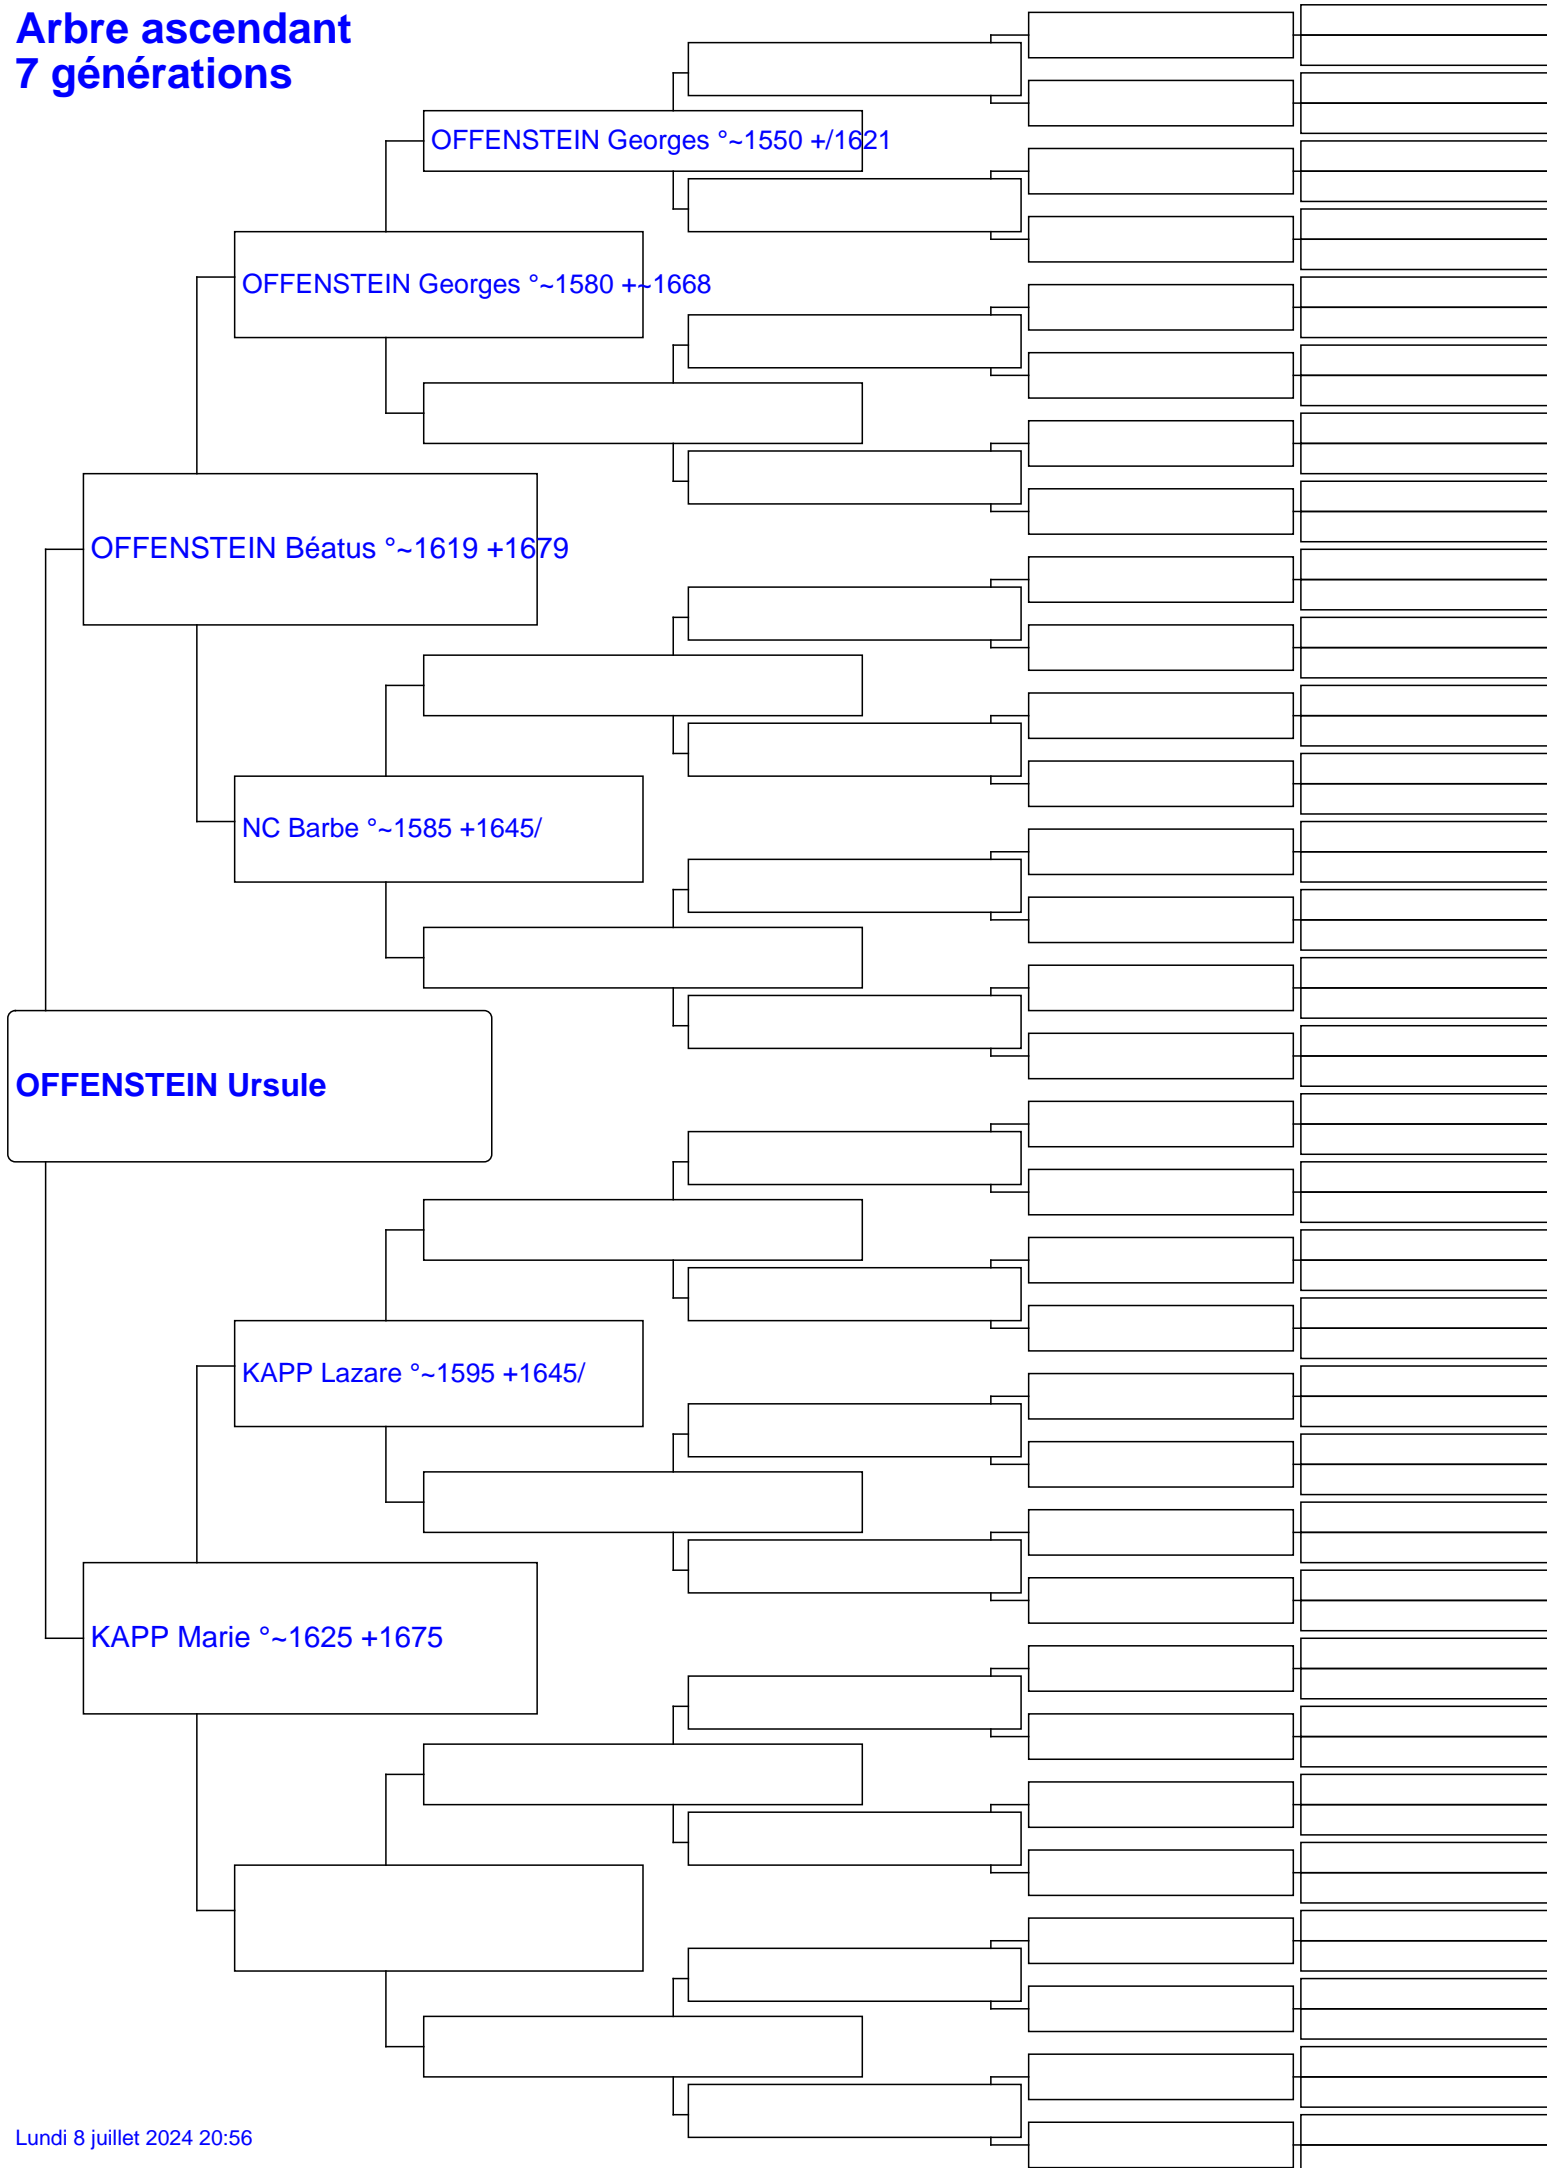 Arbre ascendant
7 générations
OFFENSTEIN Georges °~1550 +/1621
OFFENSTEIN Georges °~1580 +~1668
OFFENSTEIN Béatus °~1619 +1679
NC Barbe °~1585 +1645/
OFFENSTEIN Ursule
KAPP Lazare °~1595 +1645/
KAPP Marie °~1625 +1675
Lundi 8 juillet 2024 20:56